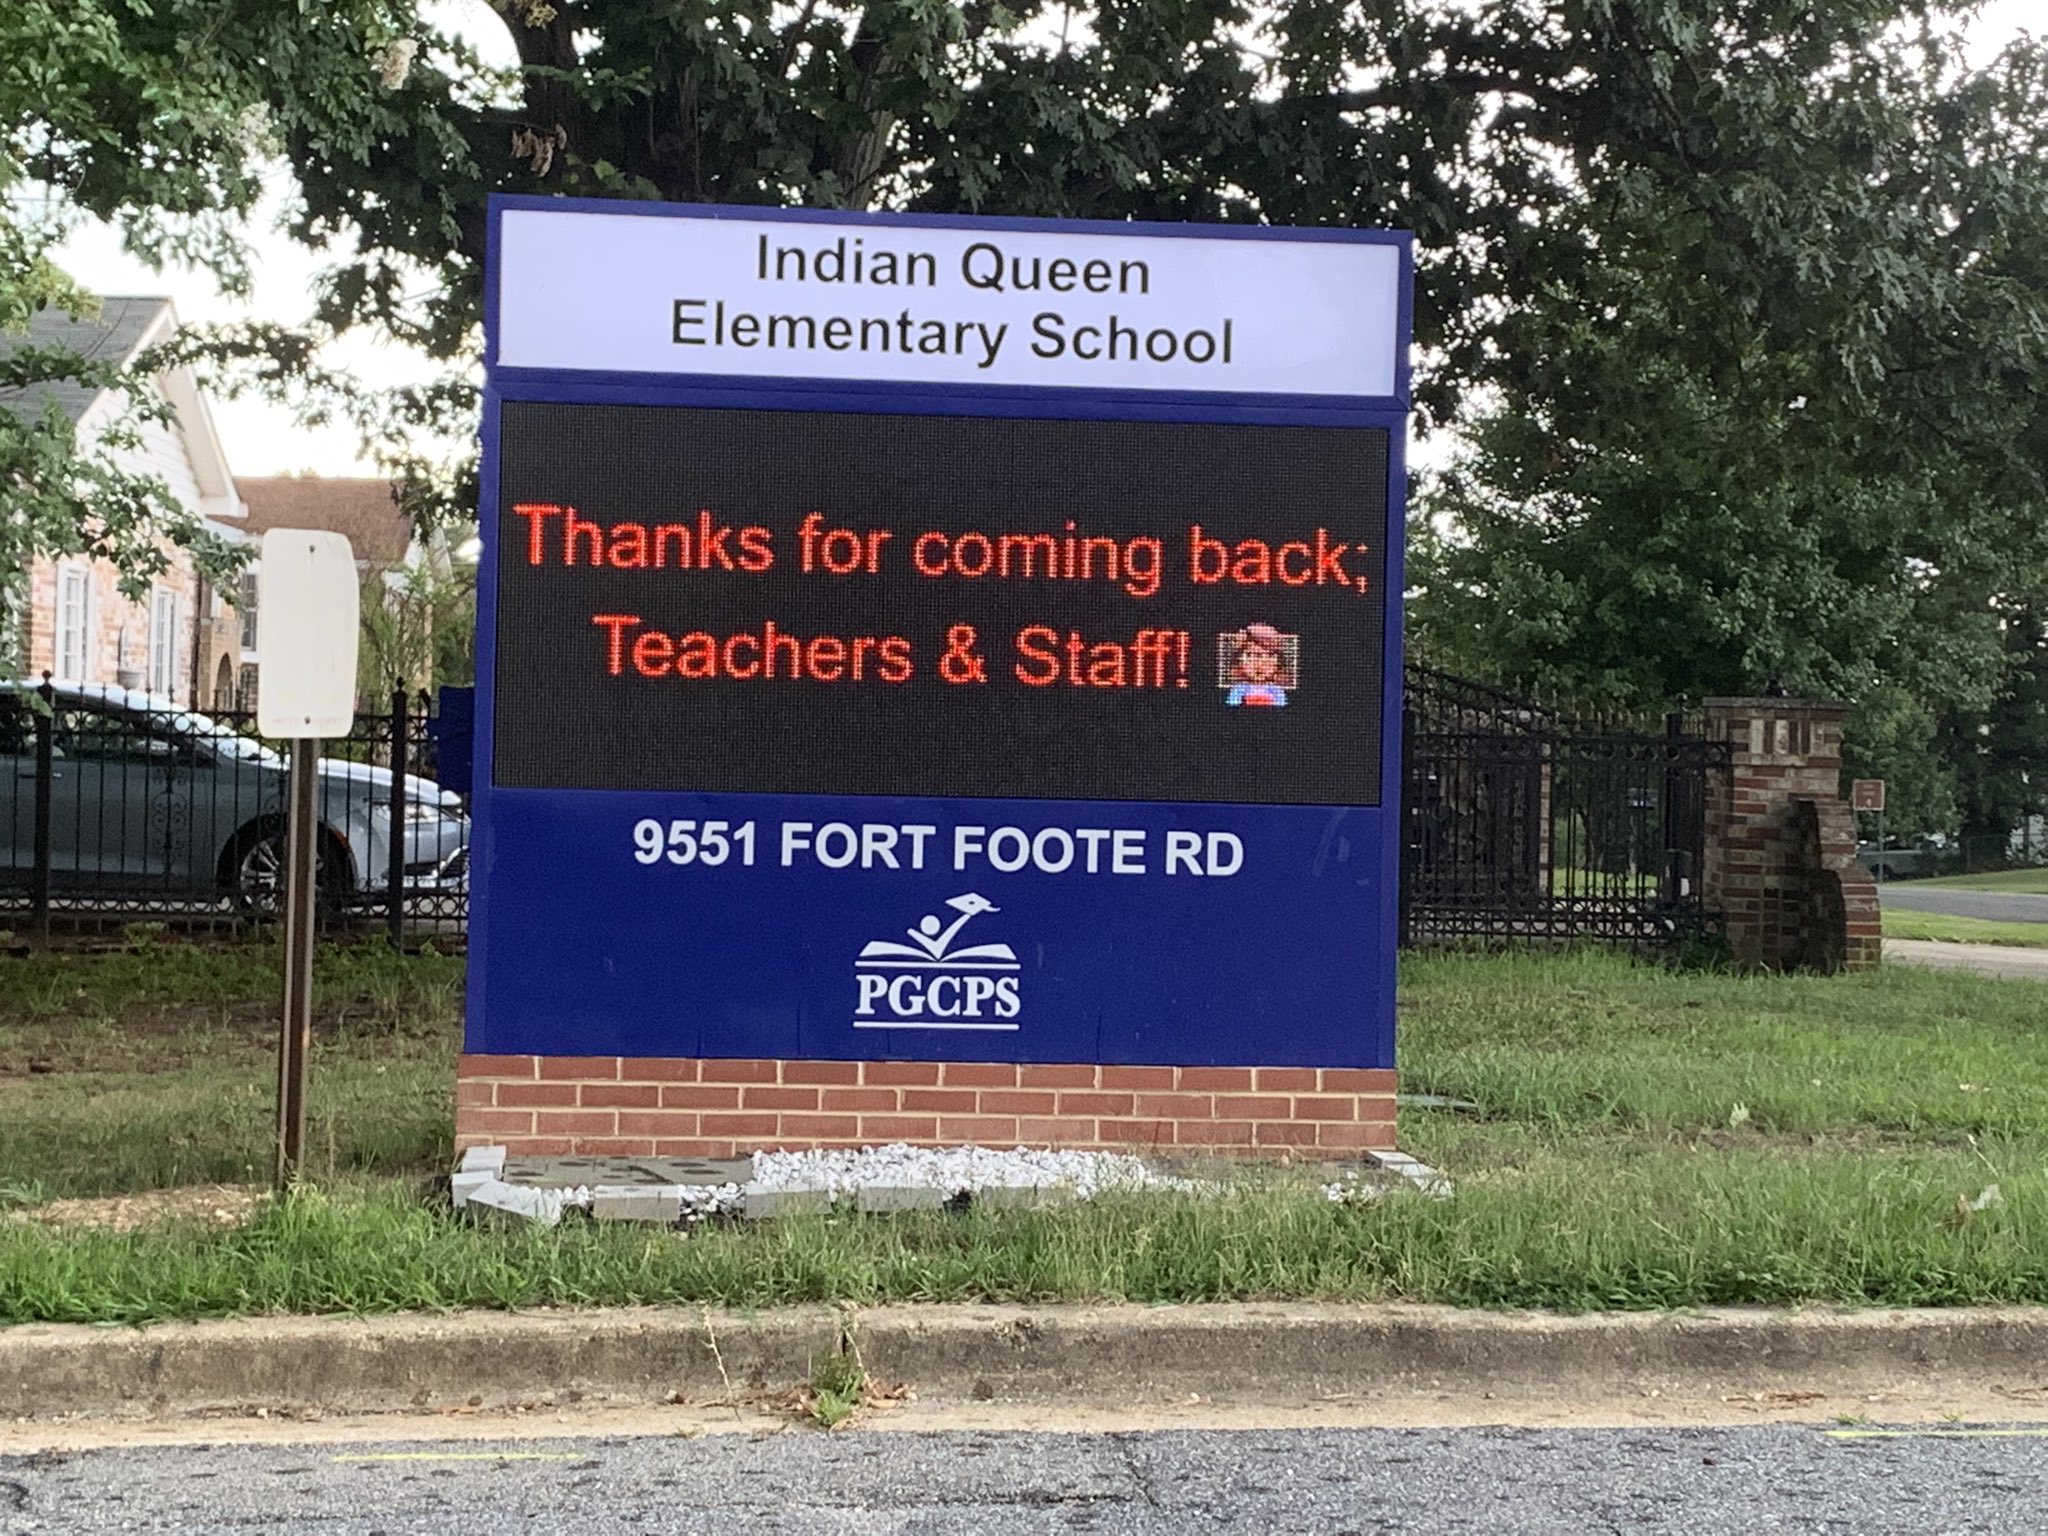 Indian Queen
Elementary School
Thanks for coming back;
Teachers & Staff!
9551 FORT FOOTE RD
PGCPS